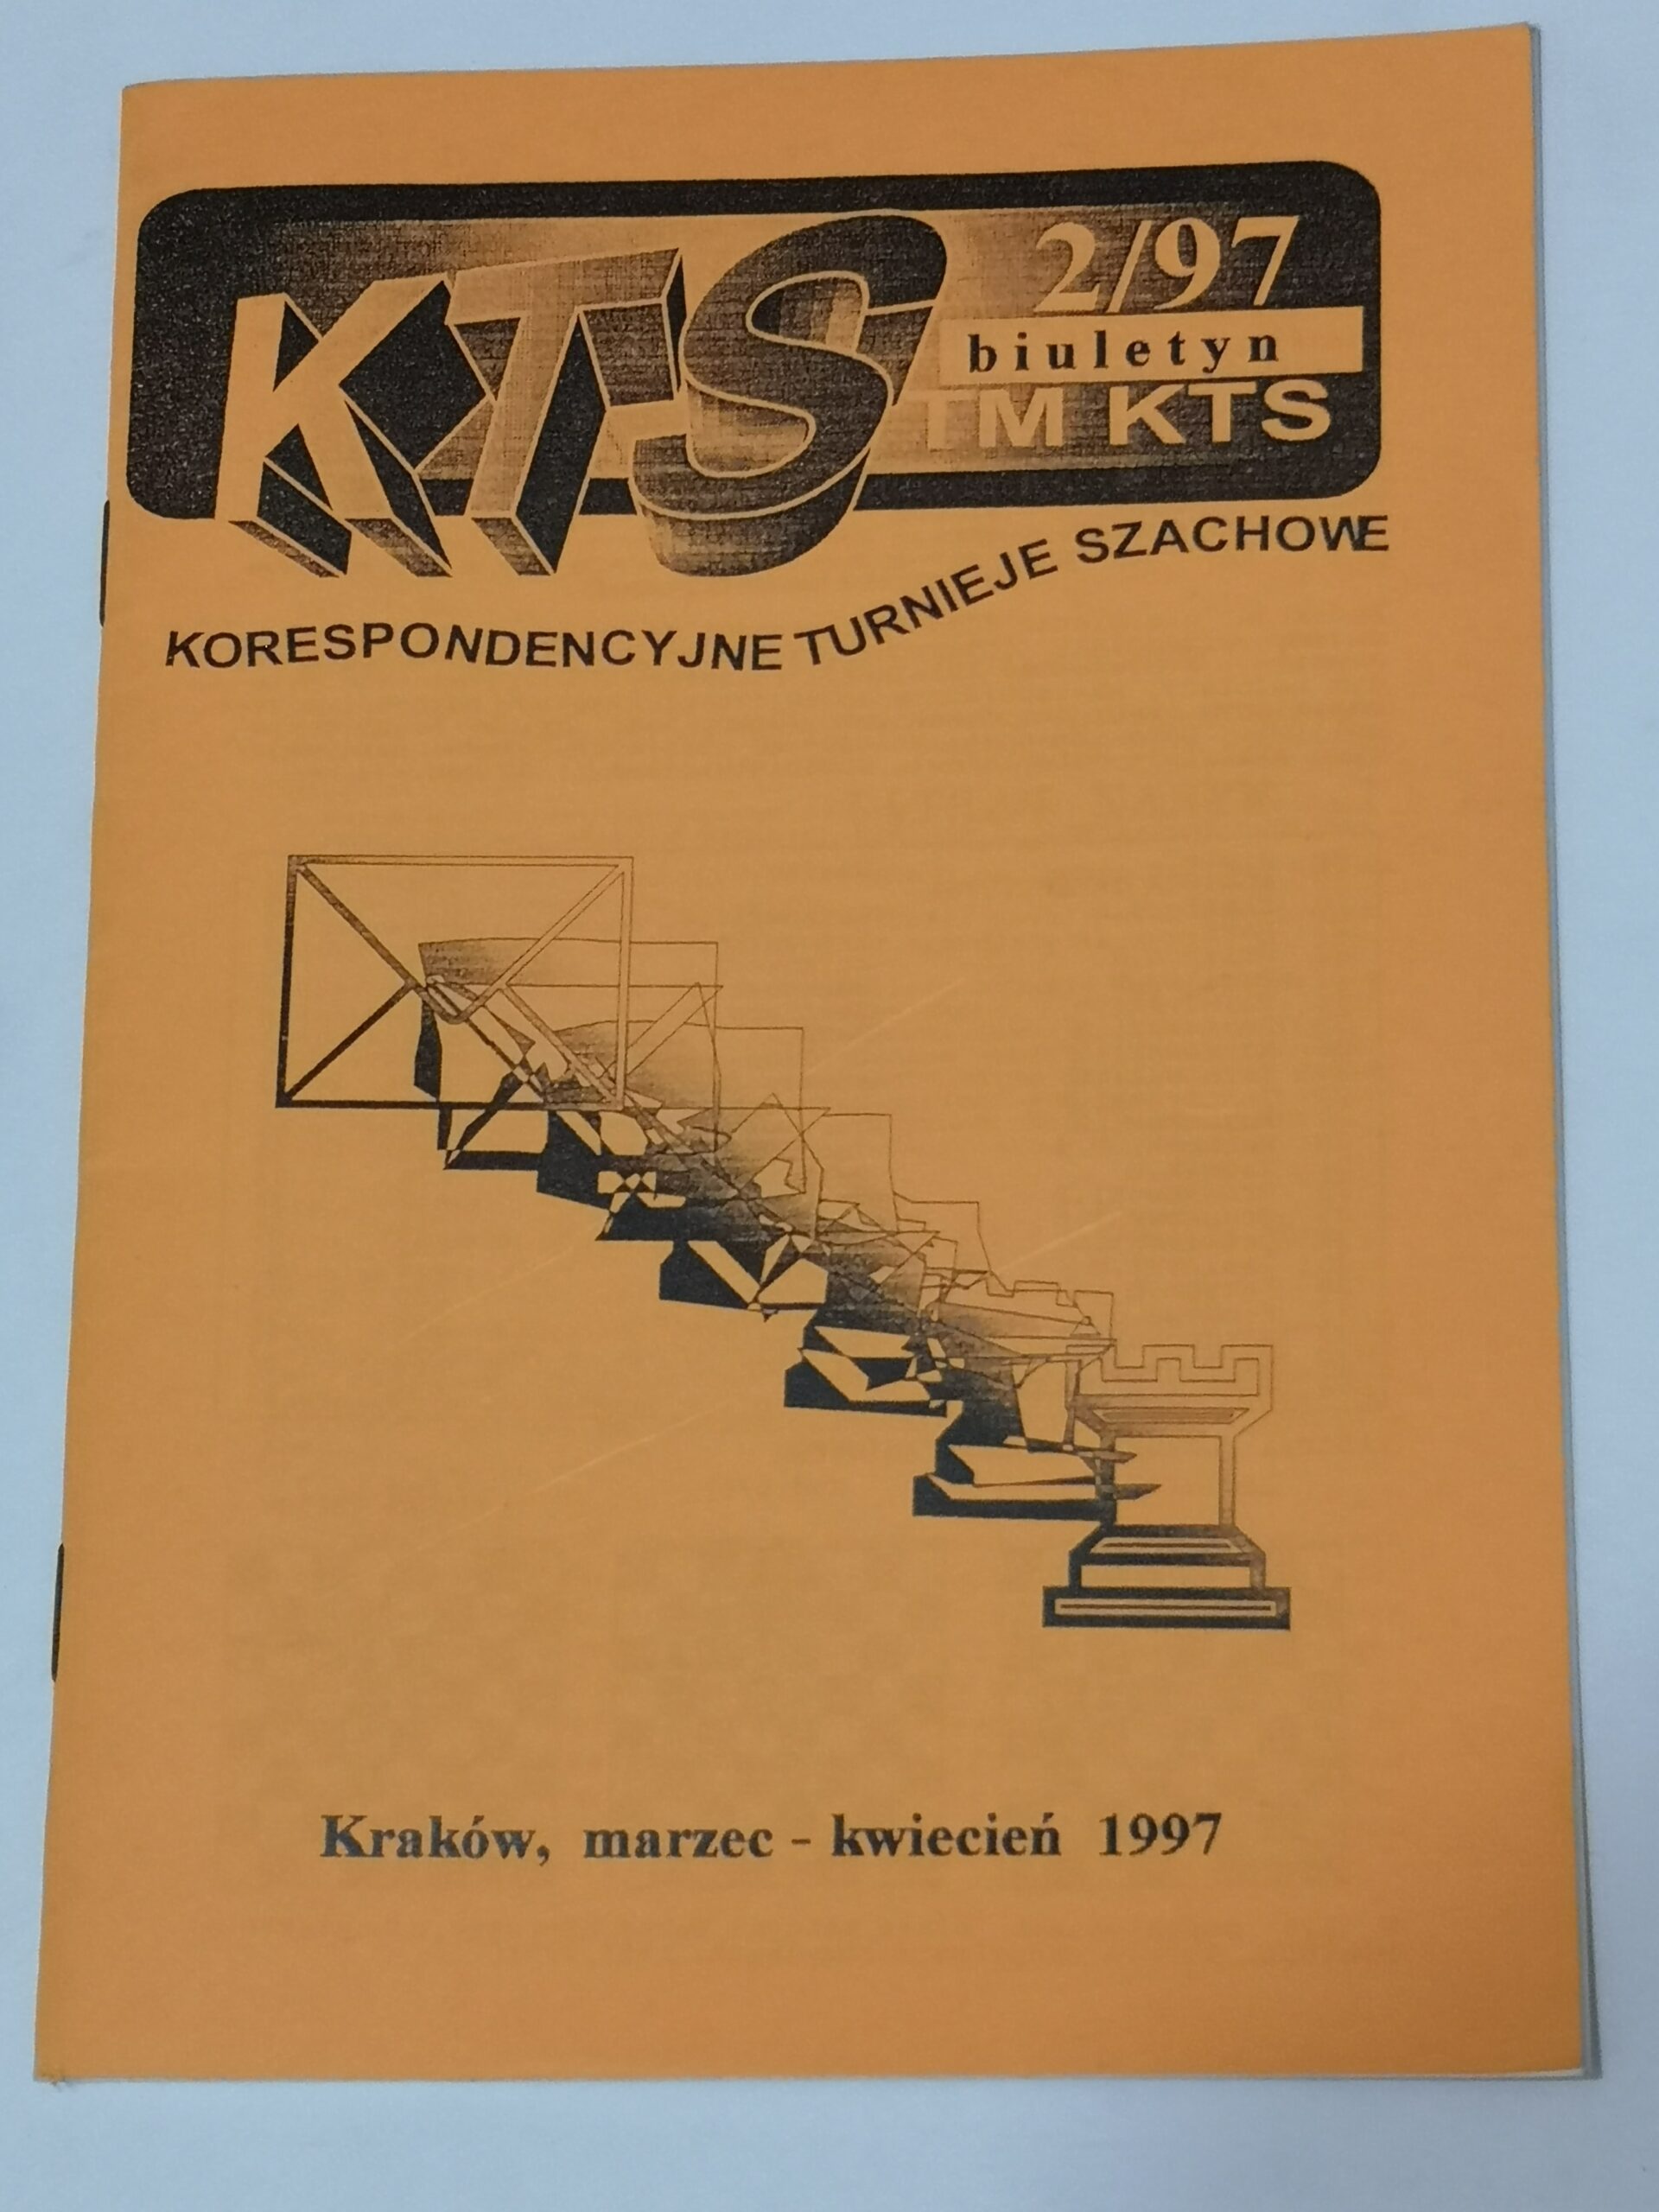 KTS
2/97
biuletyn
TM KTS
KORESPONDENCYJNE TURNIEJE SZACHOWE
Kraków, marzec - kwiecień 1997